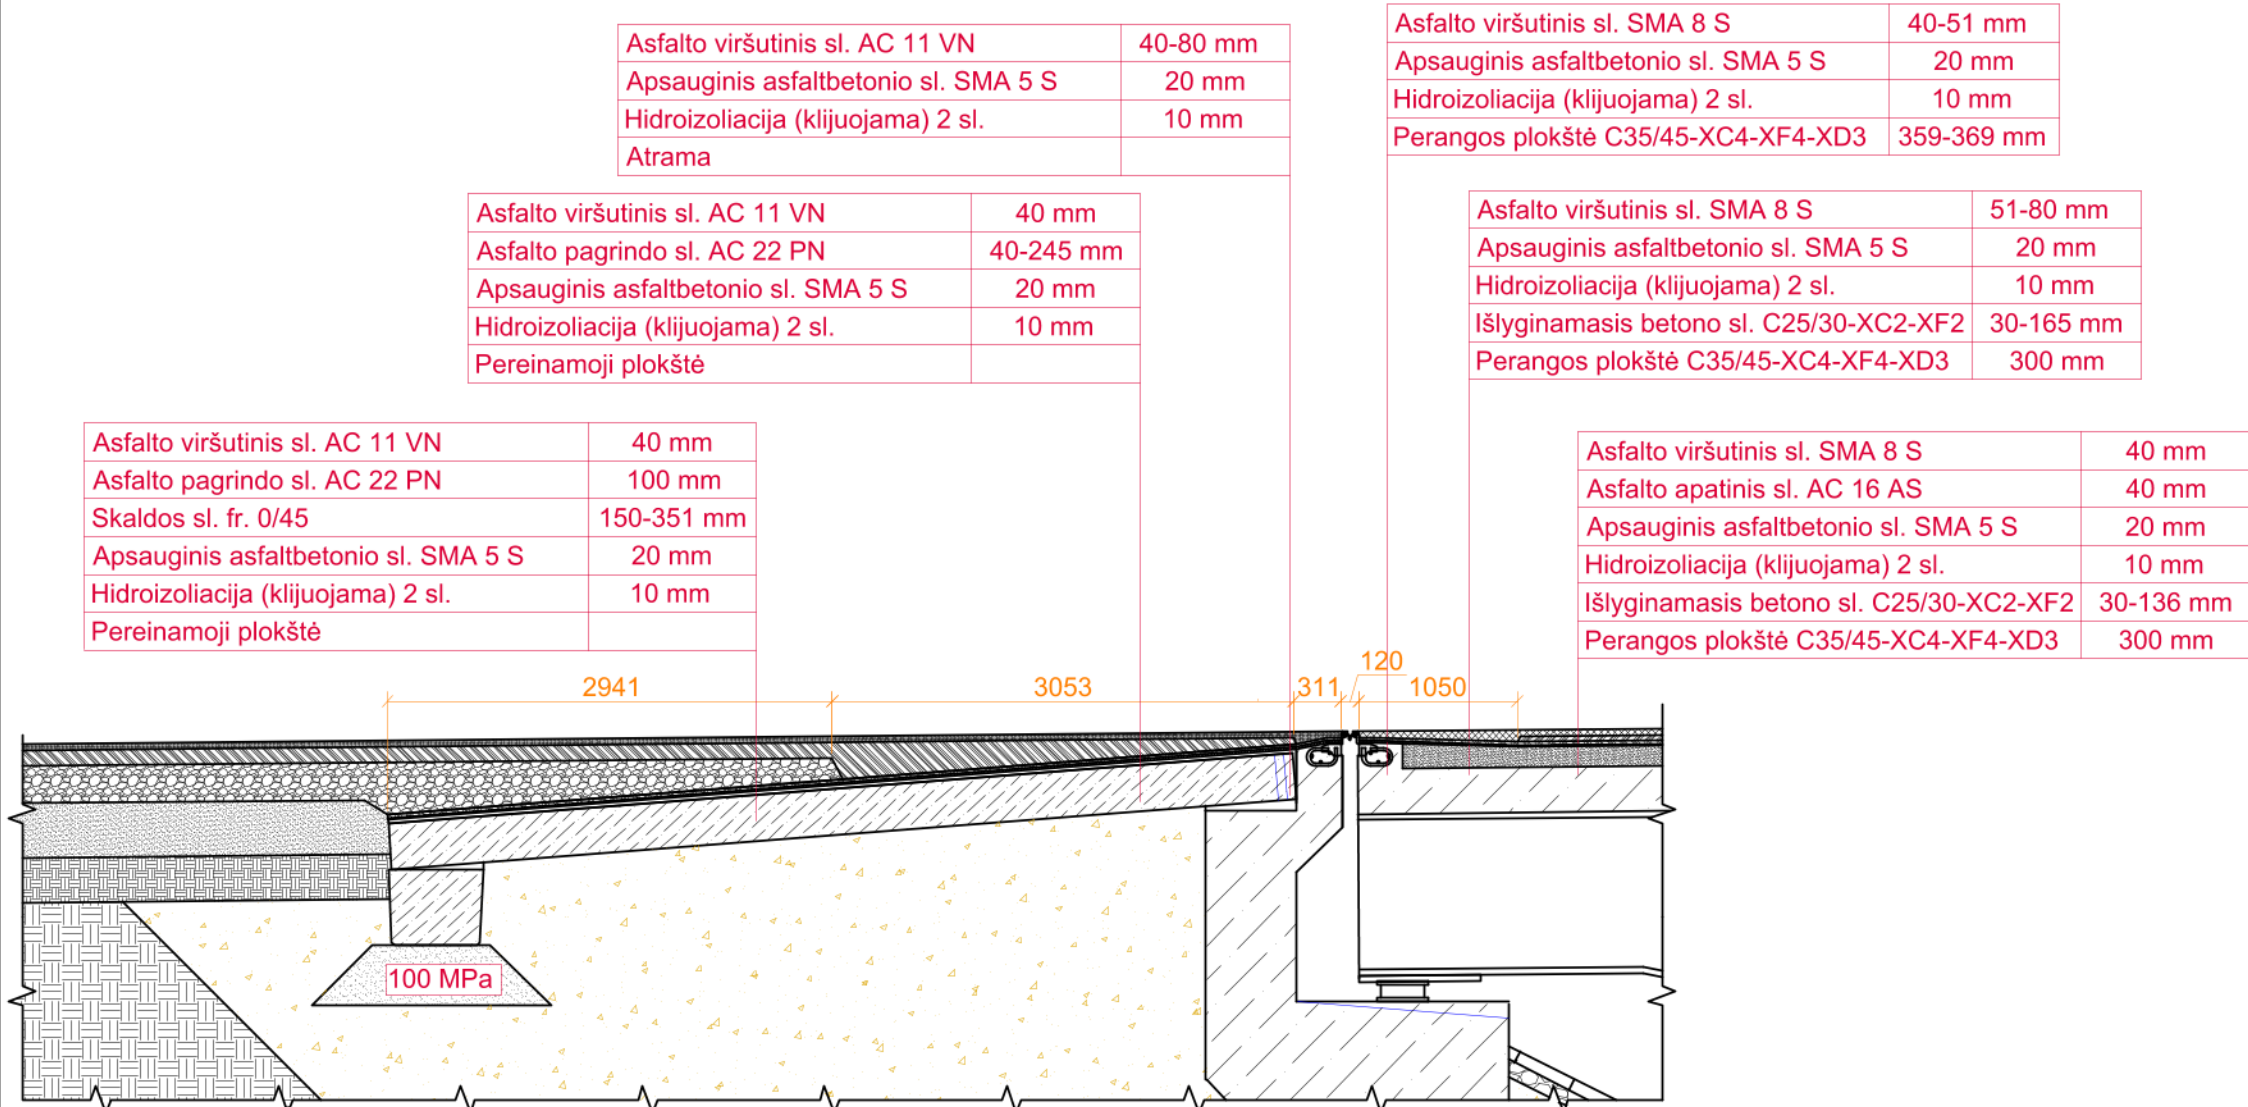 Asfalto viršutinis sl. AC 11 VN 40-80 mm
Apsauginis asfaltbetonio sl. SMA 5 S 20 mm
Hidroizoliacija (klijuojama) 2 sl. 10 mm
Atrama
Asfalto viršutinis sl. SMA 8 S 40-51 mm
Apsauginis asfaltbetonio sl. SMA 5 S 20 mm
Hidroizoliacija (klijuojama) 2 sl. 10 mm
Perangos plokštė C35/45-XC4-XF4-XD3 359-369 mm
Asfalto viršutinis sl. AC 11 VN 40 mm
Asfalto pagrindo sl. AC 22 PN 40-245 mm
Apsauginis asfaltbetonio sl. SMA 5 S 20 mm
Hidroizoliacija (klijuojama) 2 sl. 10 mm
Pereinamoji plokštė
Asfalto viršutinis sl. SMA 8 S 51-80 mm
Apsauginis asfaltbetonio sl. SMA 5 S 20 mm
Hidroizoliacija (klijuojama) 2 sl. 10 mm
Išlyginamasis betono sl. C25/30-XC2-XF2 30-165 mm
Perangos plokštė C35/45-XC4-XF4-XD3 300 mm
Asfalto viršutinis sl. AC 11 VN 40 mm
Asfalto pagrindo sl. AC 22 PN 100 mm
Skaldos sl. fr. 0/45 150-351 mm
Apsauginis asfaltbetonio sl. SMA 5 S 20 mm
Hidroizoliacija (klijuojama) 2 sl. 10 mm
Pereinamoji plokštė
Asfalto viršutinis sl. SMA 8 S 40 mm
Asfalto apatinis sl. AC 16 AS 40 mm
Apsauginis asfaltbetonio sl. SMA 5 S 20 mm
Hidroizoliacija (klijuojama) 2 sl. 10 mm
Išlyginamasis betono sl. C25/30-XC2-XF2 30-136 mm
Perangos plokštė C35/45-XC4-XF4-XD3 300 mm
120
2941 3053 311 1050
100 MPa